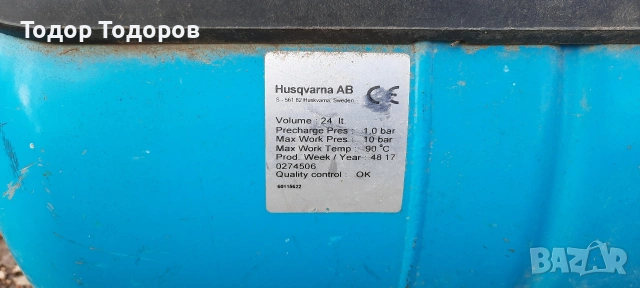 Тодор Тодоров
Husqvarna AB
S - 561 82 Huskvarna, Sweden
CE
Volume : 24 lt
Precharge Pres : 1.0 bar
Max Work Pres : 10 bar
Max Work Temp : 90 °C
Prod. Week / Year : 48 17
0274506
Quality control : OK
60115622
BAZAR